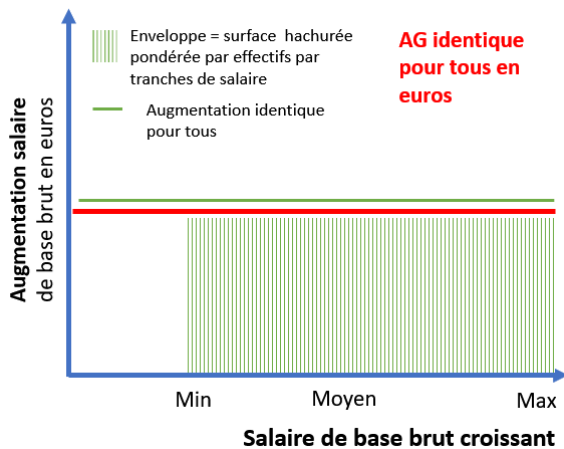 Enveloppe = surface hachurée
pondérée par effectifs par
tranches de salaire
Augmentation identique
pour tous
AG identique
pour tous en
euros
Augmentation salaire
de base brut en euros
Min
Moyen
Max
Salaire de base brut croissant